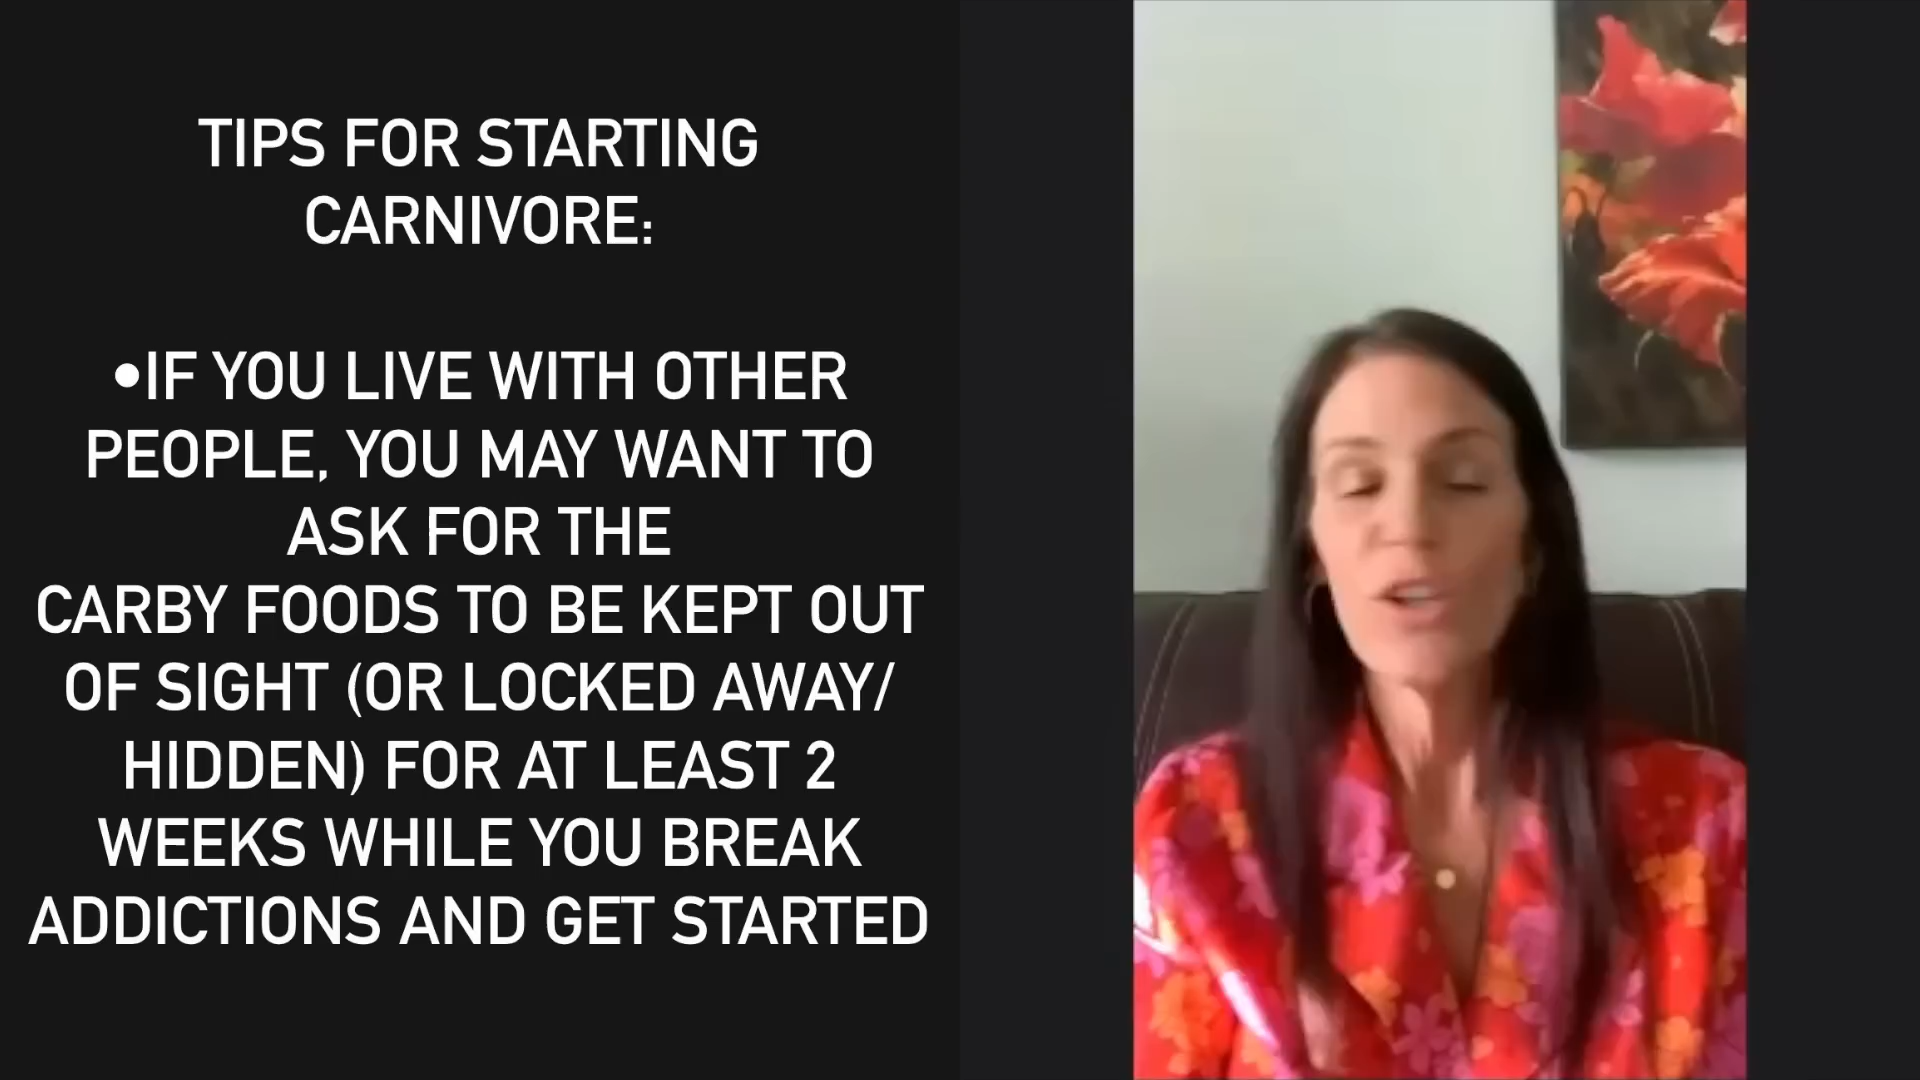 TIPS FOR STARTING
CARNIVORE:
•IF YOU LIVE WITH OTHER
PEOPLE, YOU MAY WANT TO
ASK FOR THE
CARBY FOODS TO BE KEPT OUT
OF SIGHT (OR LOCKED AWAY/
HIDDEN) FOR AT LEAST 2
WEEKS WHILE YOU BREAK
ADDICTIONS AND GET STARTED